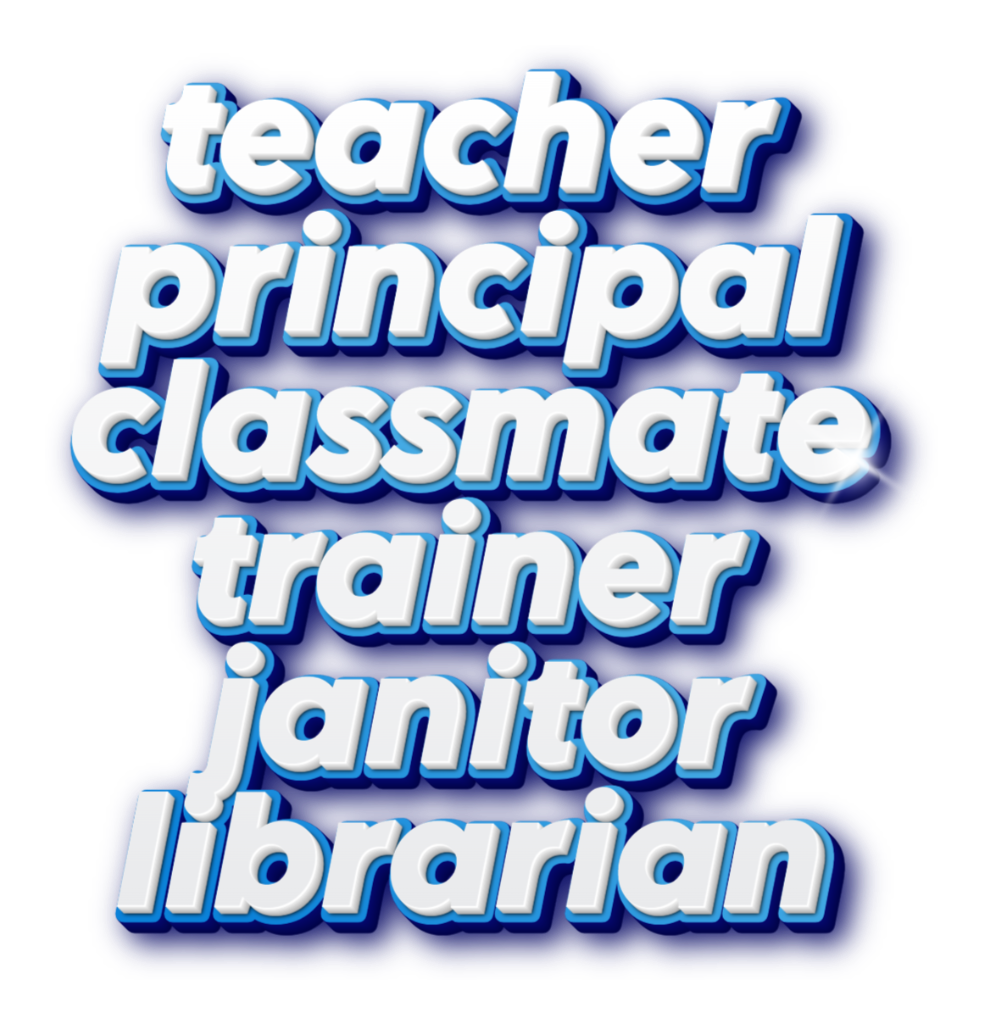 teacher
principal
classmate
trainer
janitor
librarian